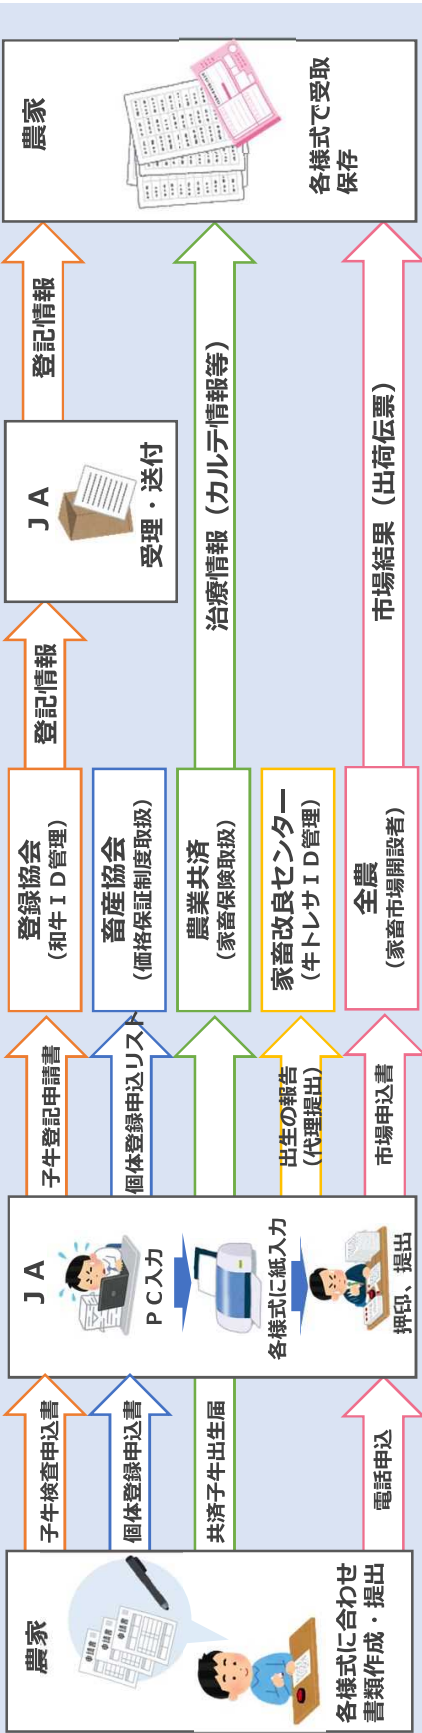 農家
各様式に合わせ
書類作成・提出
子牛検査申込書
個体登録申込書
共済子牛出生届
電話申込
ＪＡ
ＰＣ入力
各様式に紙入力
押印、提出
子牛登記申請書
個体登録申込リスト
出生の報告
（代理提出）
市場申込書
登録協会
（和牛ＩＤ管理）
畜産協会
（価格保証制度取扱）
農業共済
（家畜保険取扱）
家畜改良センター
（牛トレサＩＤ管理）
全農
（家畜市場開設者）
登記情報
ＪＡ
受理・送付
登記情報
治療情報（カルテ情報等）
市場結果（出荷伝票）
農家
各様式で受取
保存